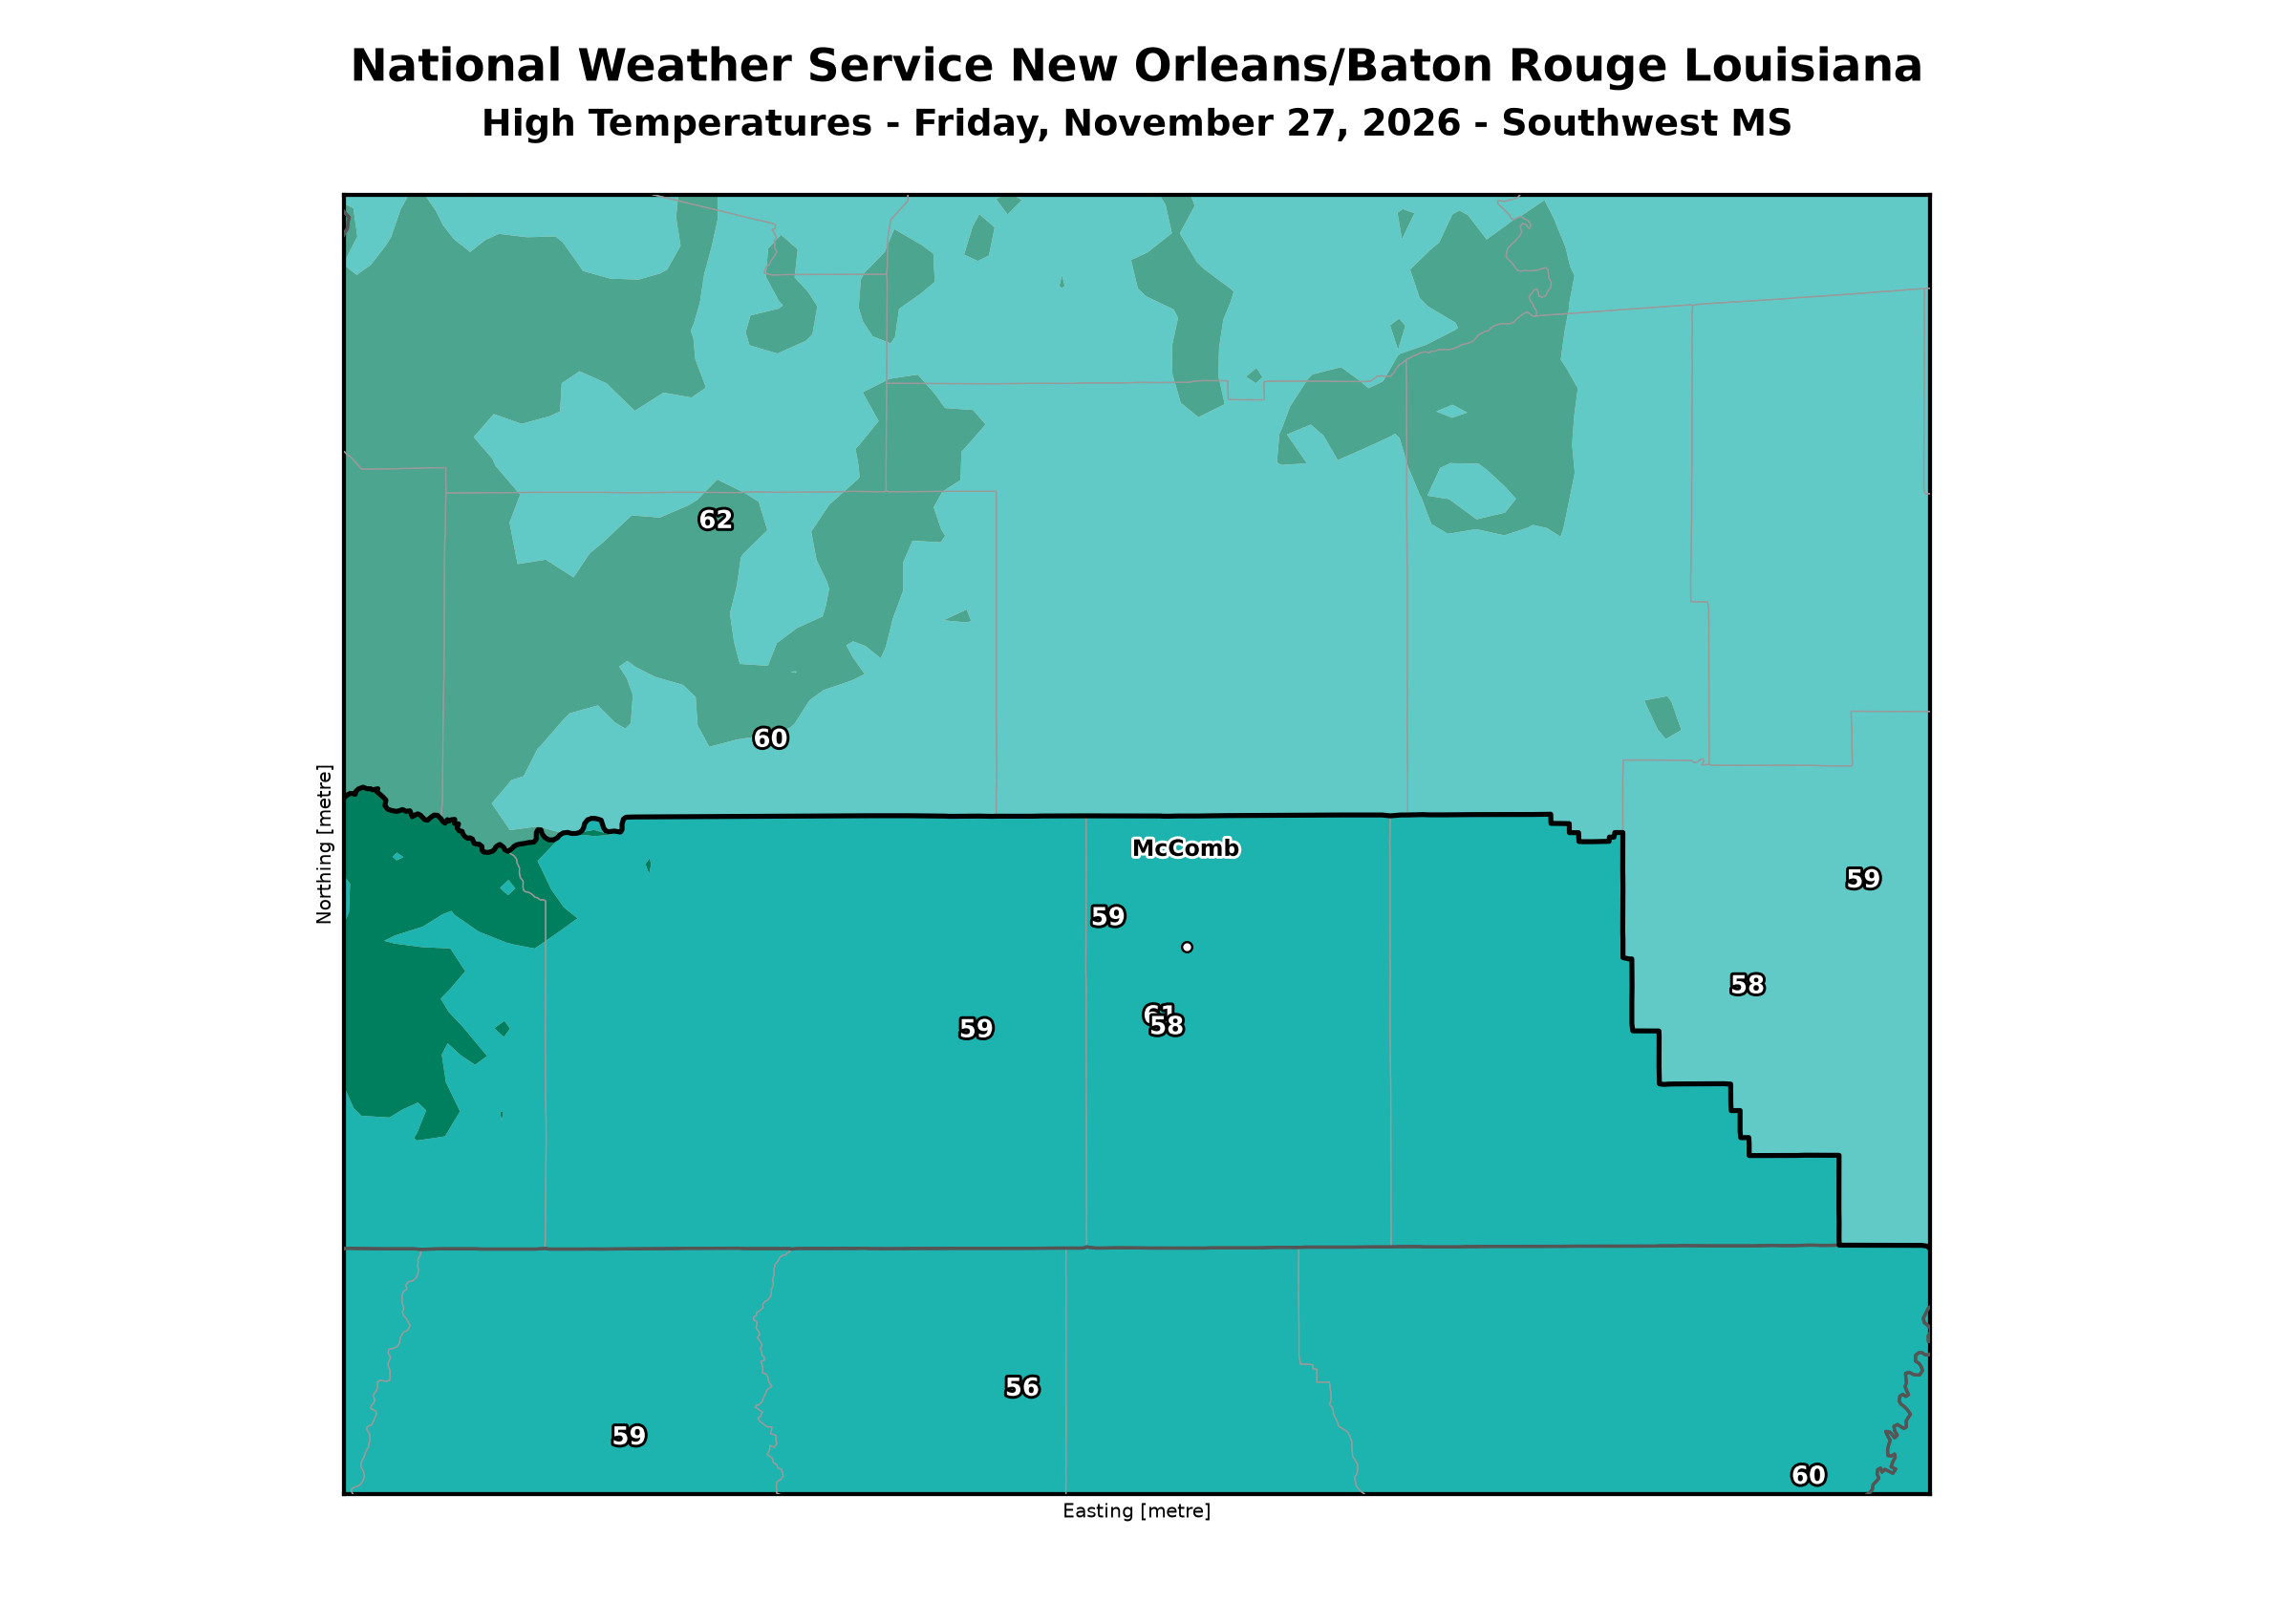 National Weather Service New Orleans/Baton Rouge Louisiana
High Temperatures - Friday, November 27, 2026 - Southwest MS
62
60
McComb
59
59
58
61
58
59
56
59
60
Northing [metre]
Easting [metre]